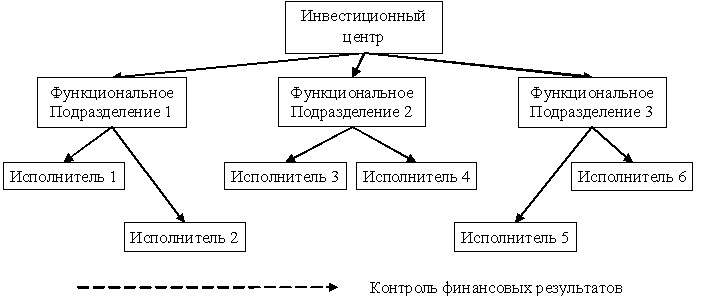 Инвестиционный
центр
Функциональное
Подразделение 1
Функциональное
Подразделение 2
Функциональное
Подразделение 3
Исполнитель 1
Исполнитель 3
Исполнитель 4
Исполнитель 6
Исполнитель 2
Исполнитель 5
Контроль финансовых результатов